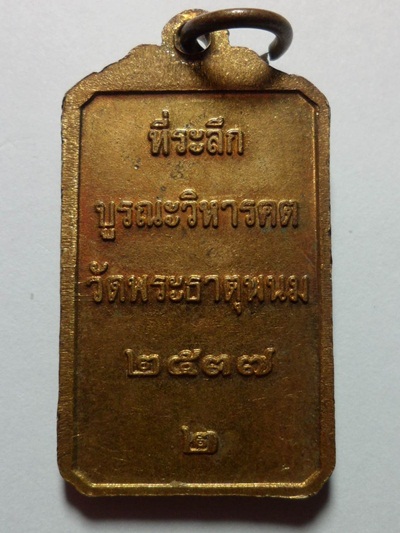 ที่ระลึก
บูรณะวิหารคต
วัดพระธาตุพนม
๒๕๓๗
๒